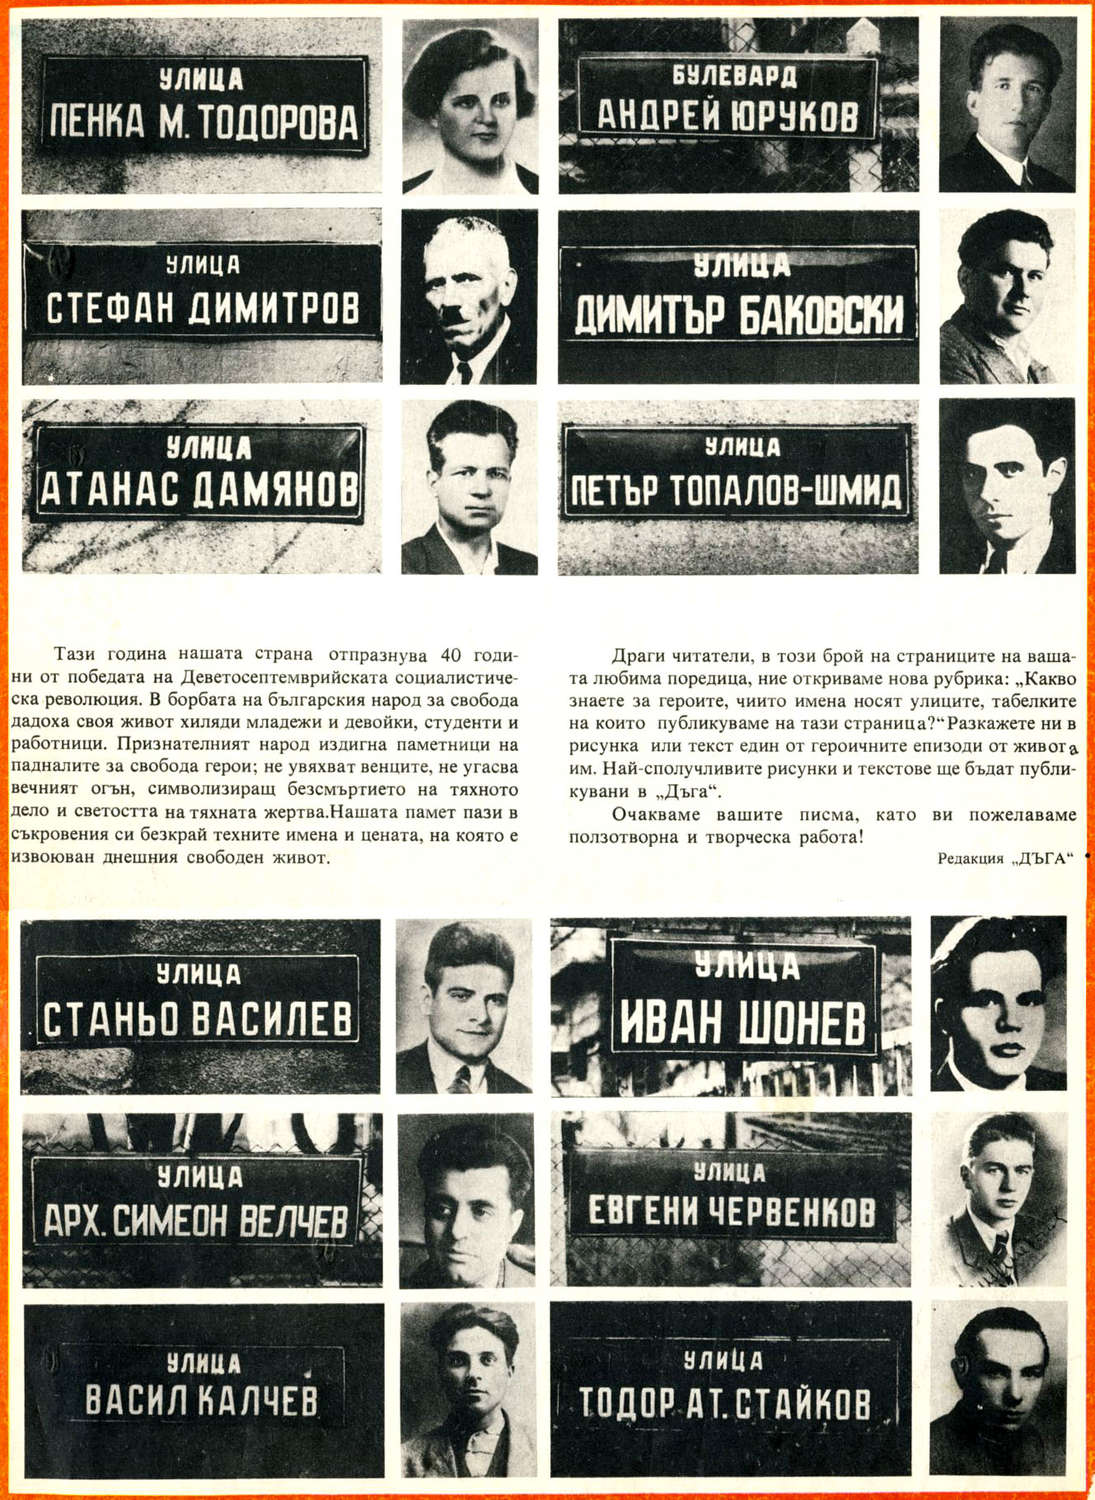 УЛИЦА
ПЕНКА М. ТОДОРОВА
БУЛЕВАРД
АНДРЕЙ ЮРУКОВ
УЛИЦА
СТЕФАН ДИМИТРОВ
УЛИЦА
ДИМИТЪР БАКОВСКИ
УЛИЦА
АТАНАС ДАМЯНОВ
УЛИЦА
ПЕТЪР ТОПАЛОВ-ШМИД
Тази година нашата страна отпразнува 40 годи-
ни от победата на Деветосептемврийската социалистиче-
ска революция. В борбата на българския народ за свобода
дадоха своя живот хиляди младежи и девойки, студенти и
работници. Признателният народ издигна паметници на
падналите за свобода герои; не увяхват венците, не угасва
вечният огън, символизиращ безсмъртието на тяхното
дело и светостта на тяхната жертва.Нашата памет пази в
съкровения си безкрай техните имена и цената, на която е
извоюван днешния свободен живот.
Драги читатели, в този брой на страниците на ваша-
та любима поредица, ние откриваме нова рубрика: „Какво
знаете за героите, чиито имена носят улиците, табелките
на които публикуваме на тази страница?“ Разкажете ни в
рисунка или текст един от героичните епизоди от живота
им. Най-сполучливите рисунки и текстове ще бъдат публи-
кувани в „Дъга“.
Очакваме вашите писма, като ви пожелаваме
ползотворна и творческа работа!
Редакция „ДЪГА“
УЛИЦА
СТАНЬО ВАСИЛЕВ
УЛИЦА
ИВАН ШОНЕВ
УЛИЦА
АРХ. СИМЕОН ВЕЛЧЕВ
УЛИЦА
ЕВГЕНИ ЧЕРВЕНКОВ
УЛИЦА
ВАСИЛ КАЛЧЕВ
УЛИЦА
ТОДОР АТ. СТАЙКОВ